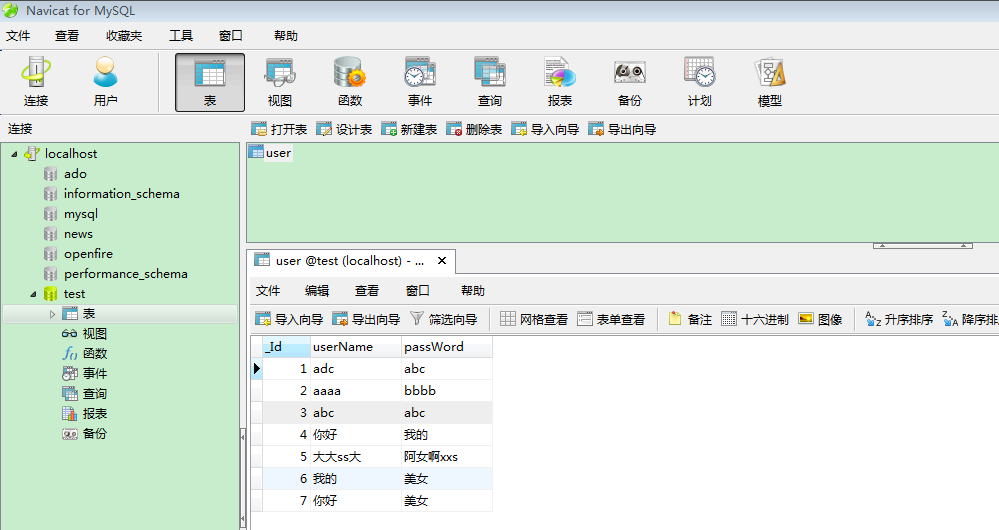 Navicat for MySQL
文件 查看 收藏夹 工具 窗口 帮助
连接 用户 表 视图 函数 事件 查询 报表 备份 计划 模型
连接
打开表 设计表 新建表 删除表 导入向导 导出向导
localhost
ado
information_schema
mysql
news
openfire
performance_schema
test
表
视图
函数
事件
查询
报表
备份
user
user @test (localhost) - ...
文件 编辑 查看 窗口 帮助
导入向导 导出向导 筛选向导 网格查看 表单查看 备注 十六进制 图像 升序排序 降序排
_Id userName passWord
1 adc abc
2 aaaa bbbb
3 abc abc
4 你好 我的
5 大大ss大 阿女啊xxs
6 我的 美女
7 你好 美女